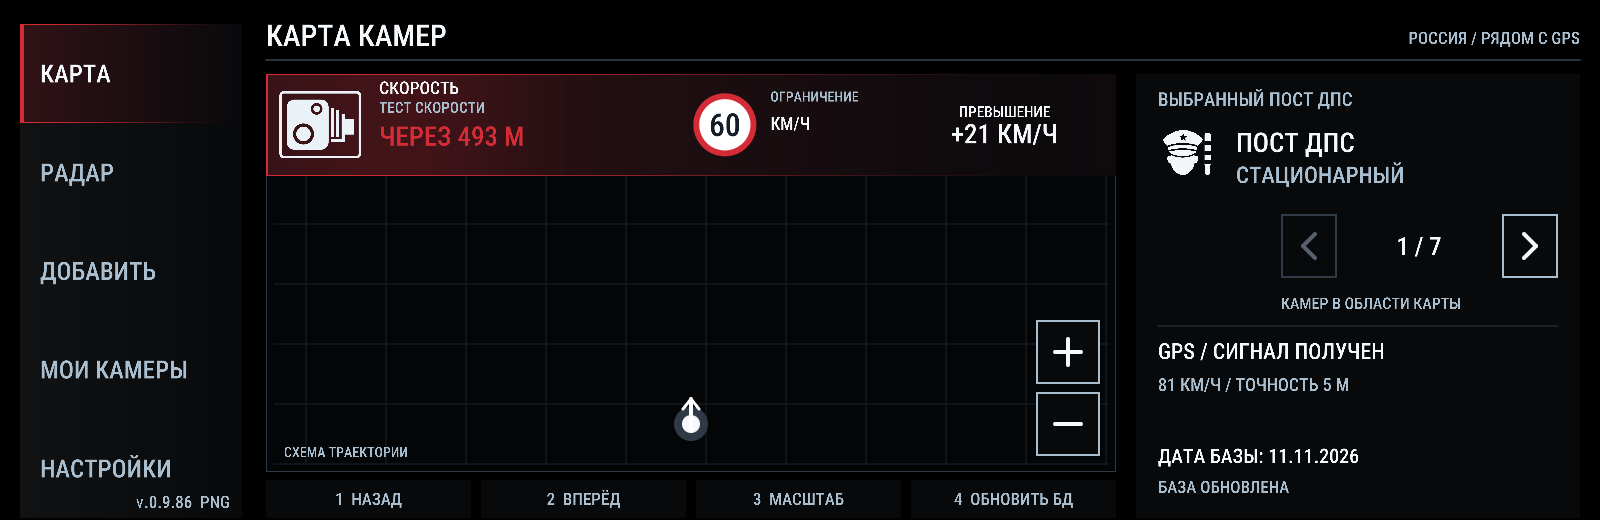 КАРТА
РАДАР
ДОБАВИТЬ
МОИ КАМЕРЫ
НАСТРОЙКИ
v.0.9.86 PNG
КАРТА КАМЕР
РОССИЯ / РЯДОМ С GPS
СКОРОСТЬ
ТЕСТ СКОРОСТИ
ЧЕРЕЗ 493 М
60
ОГРАНИЧЕНИЕ
КМ/Ч
ПРЕВЫШЕНИЕ
+21 КМ/Ч
СХЕМА ТРАЕКТОРИИ
1 НАЗАД
2 ВПЕРЁД
3 МАСШТАБ
4 ОБНОВИТЬ БД
ВЫБРАННЫЙ ПОСТ ДПС
ПОСТ ДПС
СТАЦИОНАРНЫЙ
1 / 7
КАМЕР В ОБЛАСТИ КАРТЫ
GPS / СИГНАЛ ПОЛУЧЕН
81 КМ/Ч / ТОЧНОСТЬ 5 М
ДАТА БАЗЫ: 11.11.2026
БАЗА ОБНОВЛЕНА